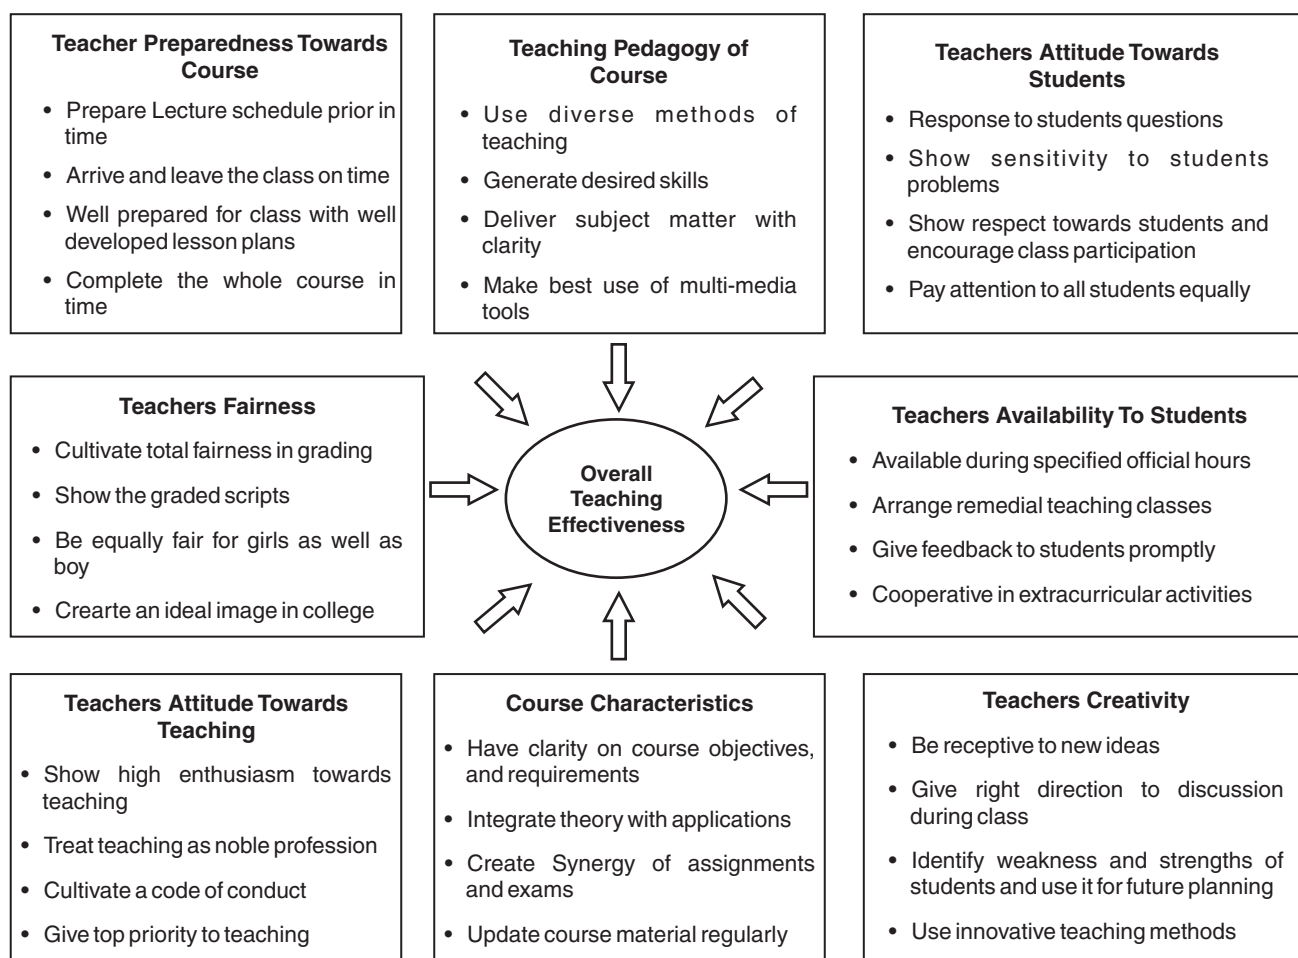 Teacher Preparedness Towards
Course
• Prepare Lecture schedule prior in
time
• Arrive and leave the class on time
• Well prepared for class with well
developed lesson plans
• Complete the whole course in
time
Teaching Pedagogy of
Course
• Use diverse methods of
teaching
• Generate desired skills
• Deliver subject matter with
clarity
• Make best use of multi-media
tools
Teachers Attitude Towards
Students
• Response to students questions
• Show sensitivity to students
problems
• Show respect towards students and
encourage class participation
• Pay attention to all students equally
Teachers Fairness
• Cultivate total fairness in grading
• Show the graded scripts
• Be equally fair for girls as well as
boy
• Crearte an ideal image in college
Overall
Teaching
Effectiveness
Teachers Availability To Students
• Available during specified official hours
• Arrange remedial teaching classes
• Give feedback to students promptly
• Cooperative in extracurricular activities
Teachers Attitude Towards
Teaching
• Show high enthusiasm towards
teaching
• Treat teaching as noble profession
• Cultivate a code of conduct
• Give top priority to teaching
Course Characteristics
• Have clarity on course objectives,
and requirements
• Integrate theory with applications
• Create Synergy of assignments
and exams
• Update course material regularly
Teachers Creativity
• Be receptive to new ideas
• Give right direction to discussion
during class
• Identify weakness and strengths of
students and use it for future planning
• Use innovative teaching methods